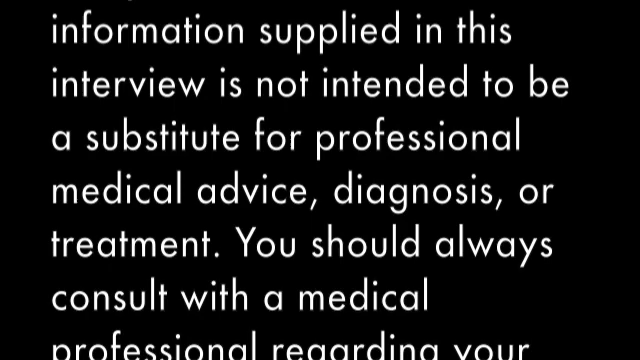 information supplied in this
interview is not intended to be
a substitute for professional
medical advice, diagnosis, or
treatment. You should always
consult with a medical
professional regarding your